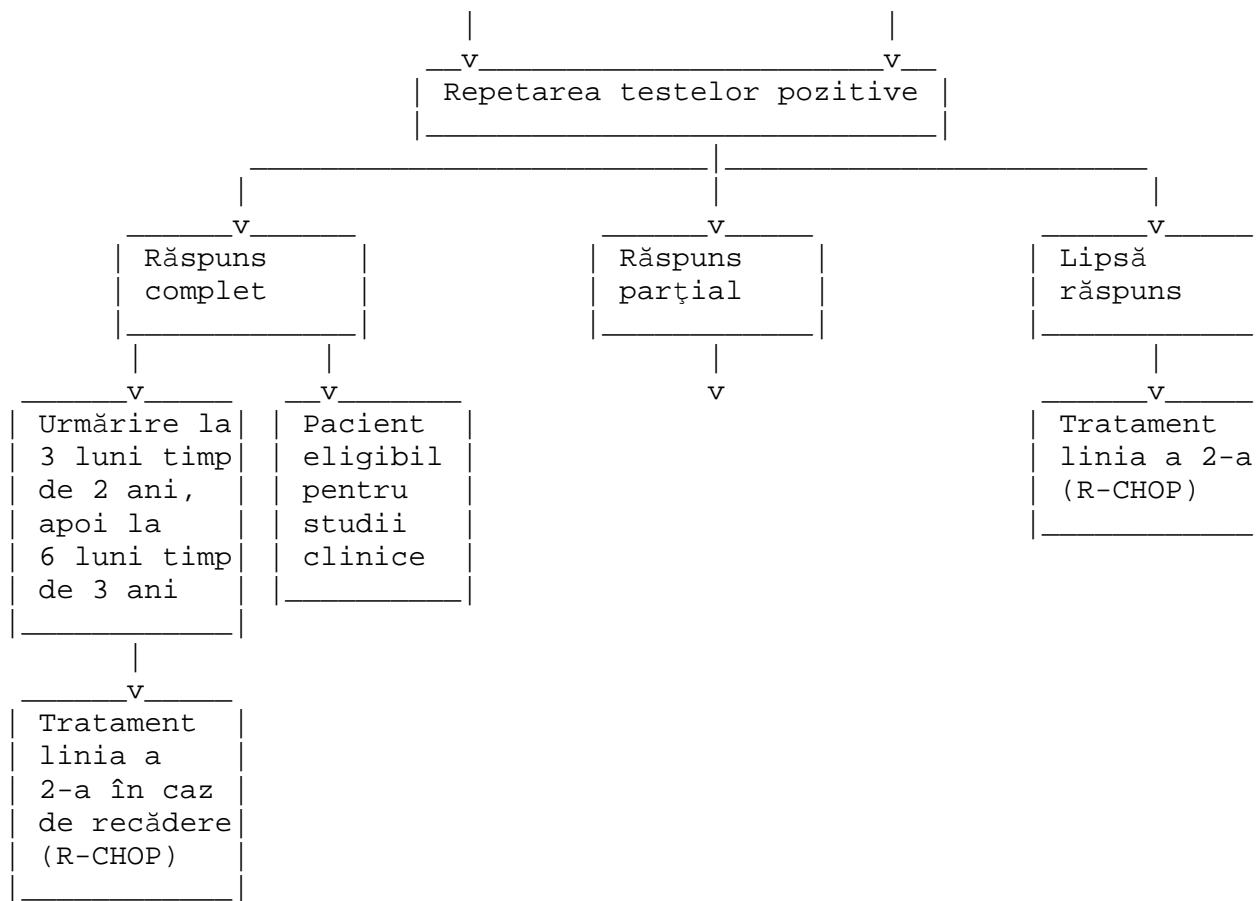 Repetarea testelor pozitive
Răspuns
complet
Răspuns
parţial
Lipsă
răspuns
Urmărire la
3 luni timp
de 2 ani,
apoi la
6 luni timp
de 3 ani
Pacient
eligibil
pentru
studii
clinice
Tratament
linia a 2-a
(R-CHOP)
Tratament
linia a
2-a în caz
de recădere
(R-CHOP)